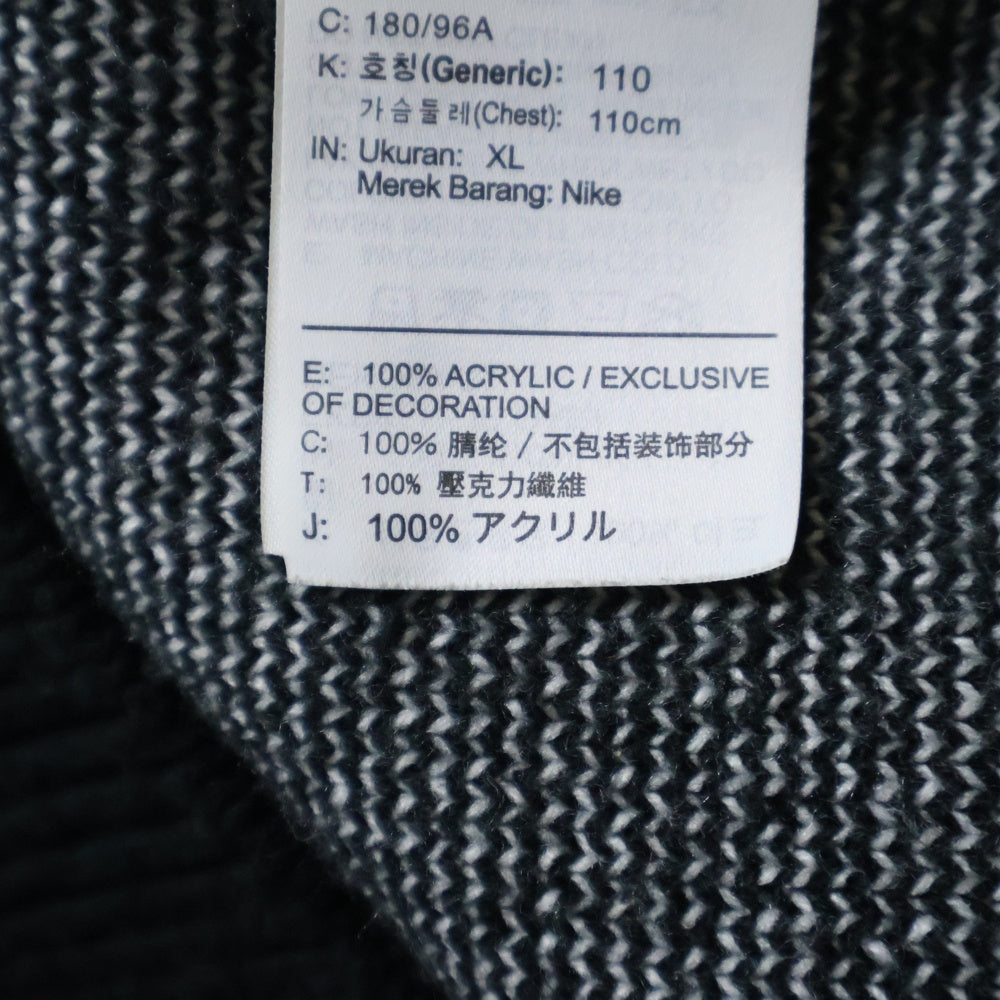 C: 180/96A
K: 호칭(Generic): 110
가슴둘레(Chest): 110cm
IN: Ukuran: XL
Merek Barang: Nike
E: 100% ACRYLIC / EXCLUSIVE
OF DECORATION
C: 100% 腈纶 / 不包括装饰部分
T: 100% 壓克力纖維
J: 100% アクリル